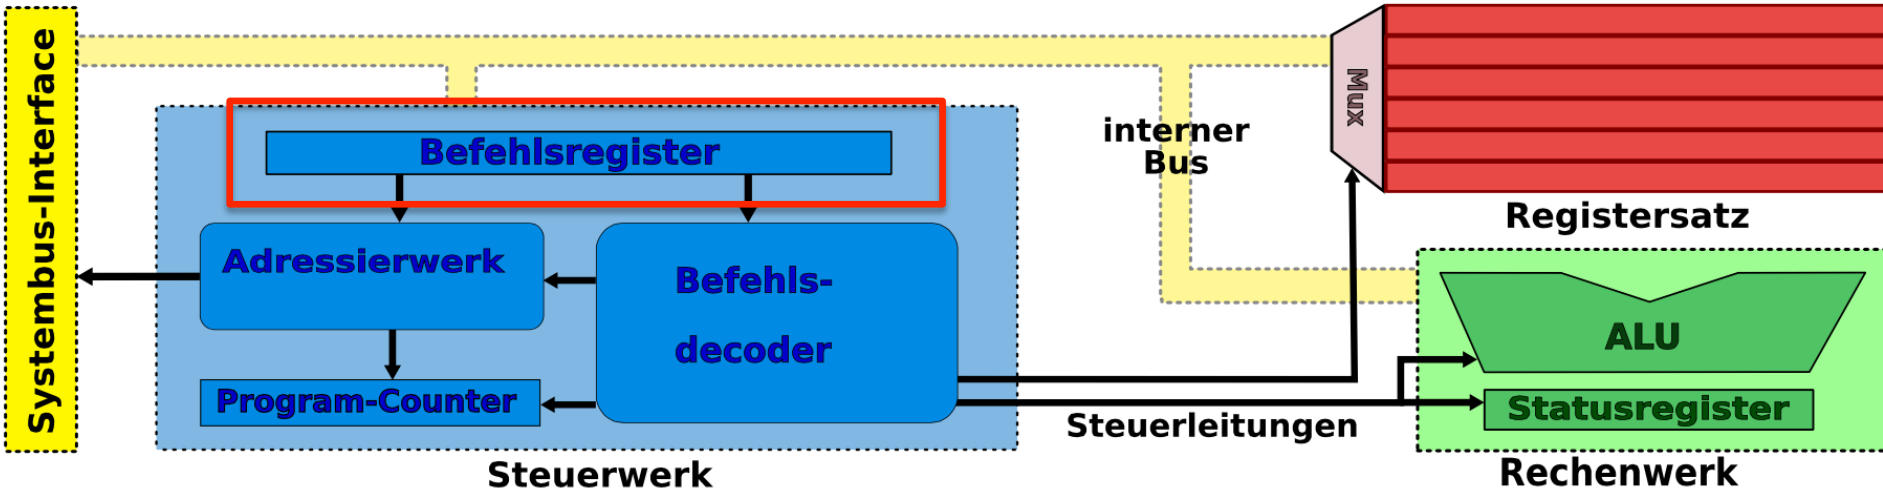 Systembus-Interface
Befehlsregister
Adressierwerk
Befehls-
decoder
Program-Counter
Steuerwerk
interner
Bus
Steuerleitungen
Mux
Registersatz
ALU
Statusregister
Rechenwerk